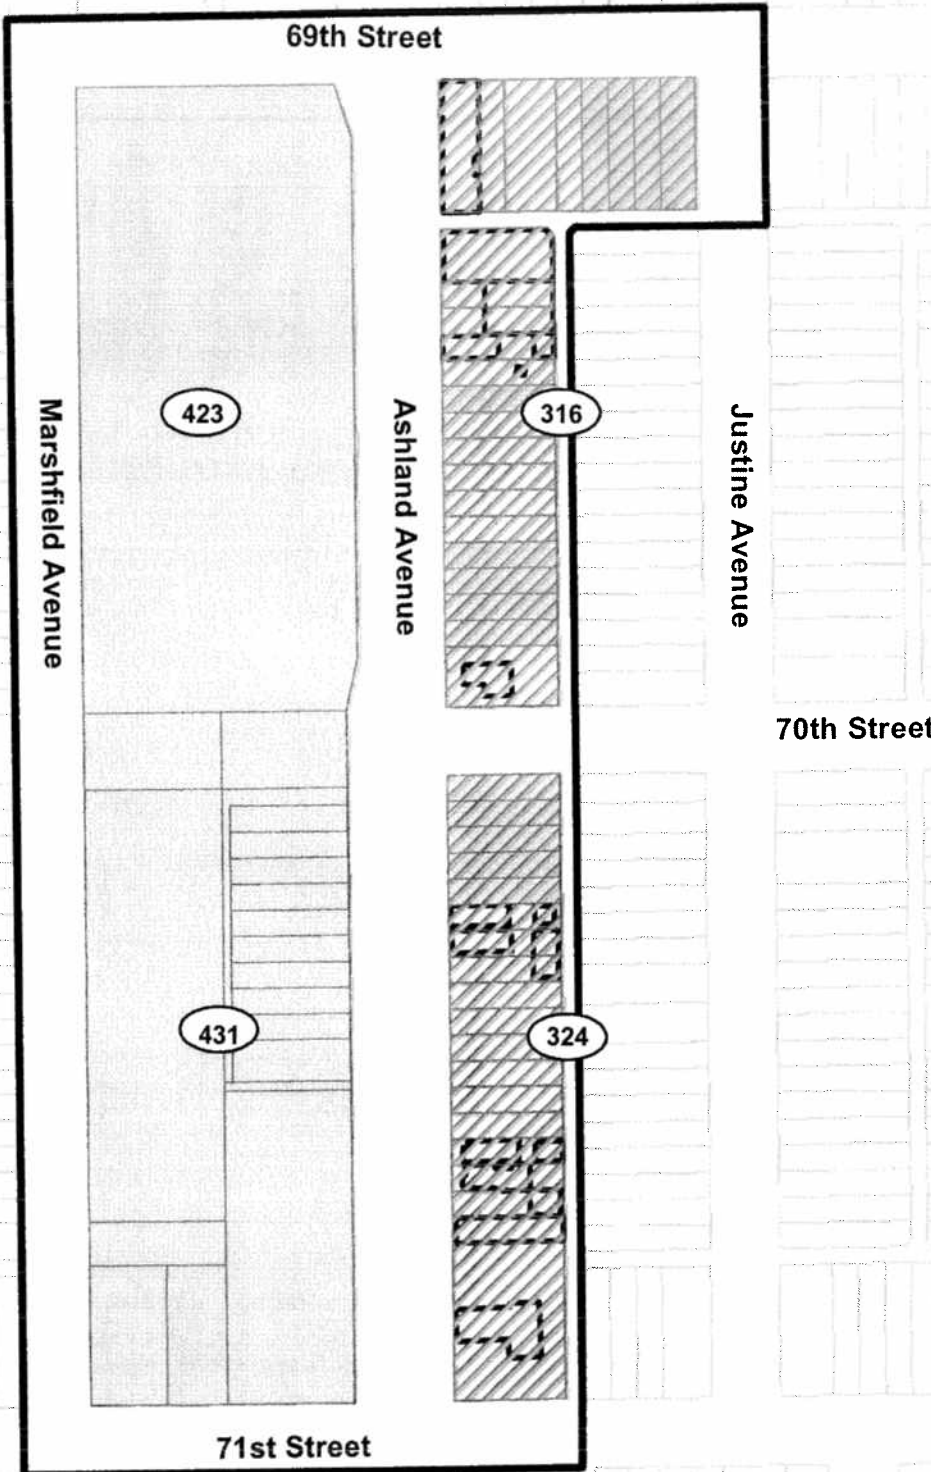 69th Street
423
316
Marshfield Avenue
Ashland Avenue
Justine Avenue
70th Street
431
324
71st Street